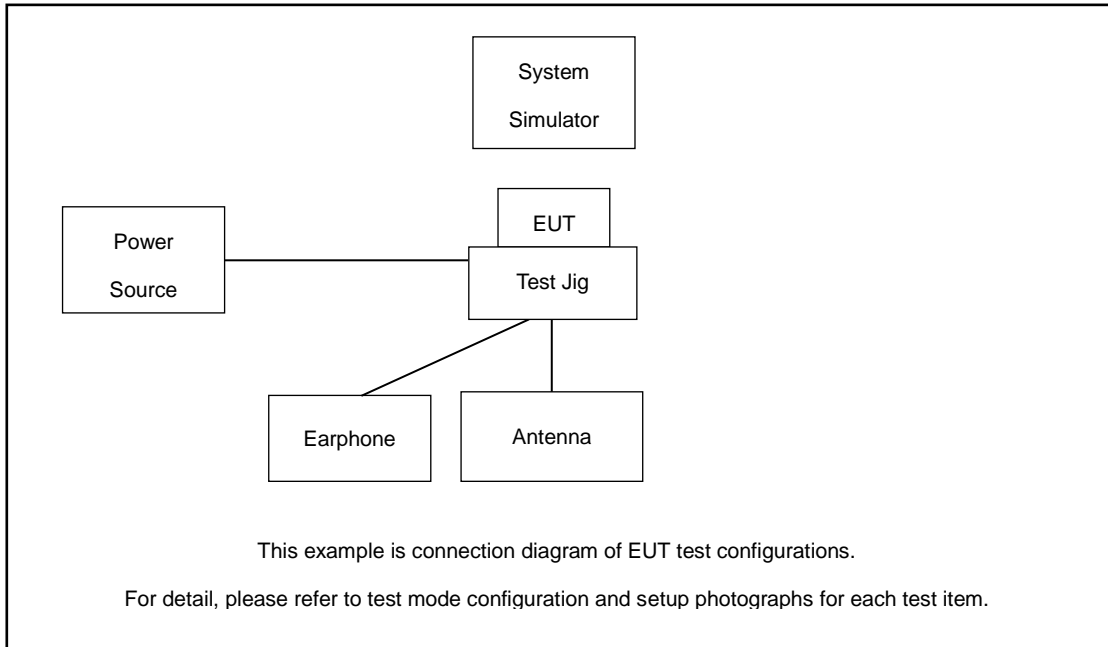 System
Simulator
EUT
Power
Source
Test Jig
Earphone
Antenna
This example is connection diagram of EUT test configurations.
For detail, please refer to test mode configuration and setup photographs for each test item.